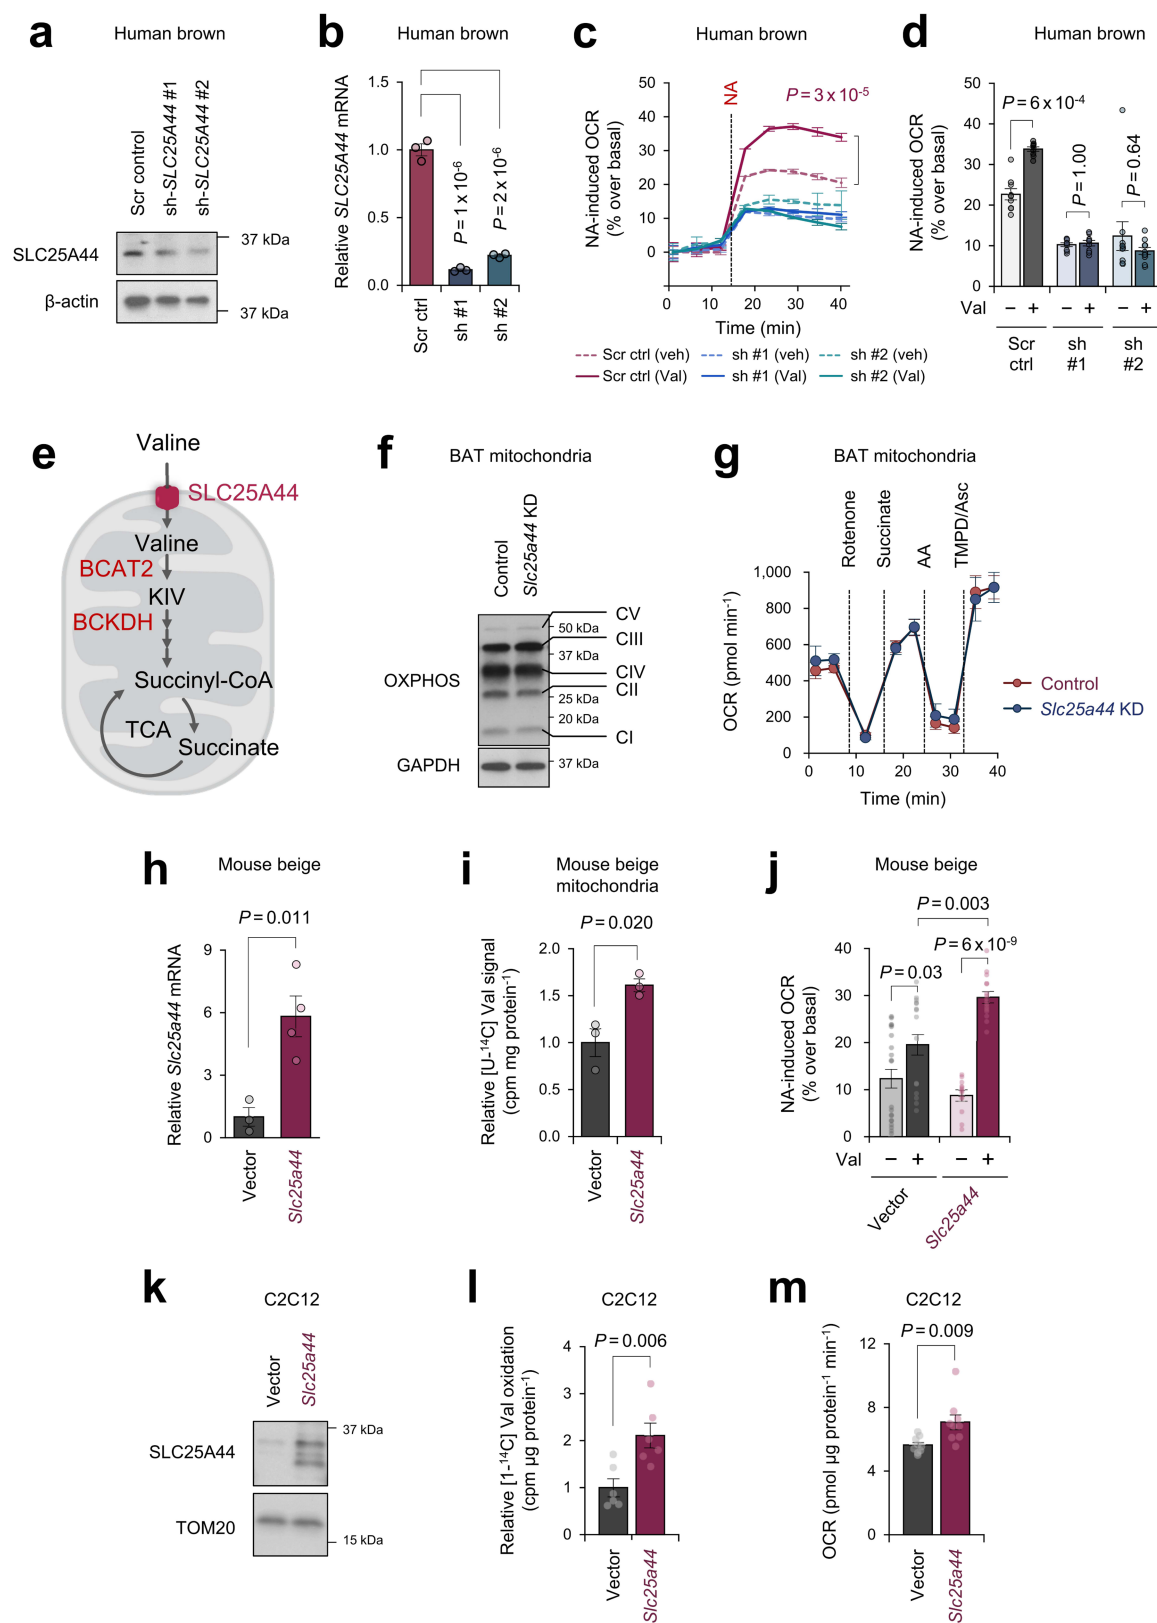 a
Human brown
Scr control
sh-SLC25A44 #1
sh-SLC25A44 #2
SLC25A44
37 kDa
β-actin
37 kDa
b
Human brown
Relative SLC25A44 mRNA
1.5
1.0
0.5
0.0
P = 1 x 10-6
P = 2 x 10-6
Scr ctrl
sh #1
sh #2
c
Human brown
NA-induced OCR
(% over basal)
50
40
30
20
10
0
NA
P = 3 x 10-5
0 10 20 30 40
Time (min)
Scr ctrl (veh) sh #1 (veh) sh #2 (veh)
Scr ctrl (Val) sh #1 (Val) sh #2 (Val)
d
Human brown
NA-induced OCR
(% over basal)
50
40
30
20
10
0
P = 6 x 10-4
P = 1.00
P = 0.64
Val – + – + – +
Scr
ctrl
sh
#1
sh
#2
e
Valine
SLC25A44
Valine
BCAT2
KIV
BCKDH
Succinyl-CoA
TCA
Succinate
f
BAT mitochondria
Control
Slc25a44 KD
OXPHOS
50 kDa
37 kDa
25 kDa
20 kDa
CV
CIII
CIV
CII
CI
GAPDH
37 kDa
g
BAT mitochondria
Rotenone
Succinate
AA
TMPD/Asc
OCR (pmol min-1)
1,000
800
600
400
200
0
0 10 20 30 40
Time (min)
Control
Slc25a44 KD
h
Mouse beige
P = 0.011
Relative Slc25a44 mRNA
9
6
3
0
Vector
Slc25a44
i
Mouse beige
mitochondria
P = 0.020
Relative [U-14C] Val signal
(cpm mg protein-1)
2.0
1.5
1.0
0.5
0.0
Vector
Slc25a44
j
Mouse beige
P = 0.003
P = 6 x 10-9
P = 0.03
NA-induced OCR
(% over basal)
40
30
20
10
0
Val – + – +
Vector
Slc25a44
k
C2C12
Vector
Slc25a44
SLC25A44
37 kDa
TOM20
15 kDa
l
C2C12
P = 0.006
Relative [1-14C] Val oxidation
(cpm µg protein-1)
4
3
2
1
0
Vector
Slc25a44
m
C2C12
P = 0.009
OCR (pmol µg protein-1 min-1)
12
8
4
0
Vector
Slc25a44